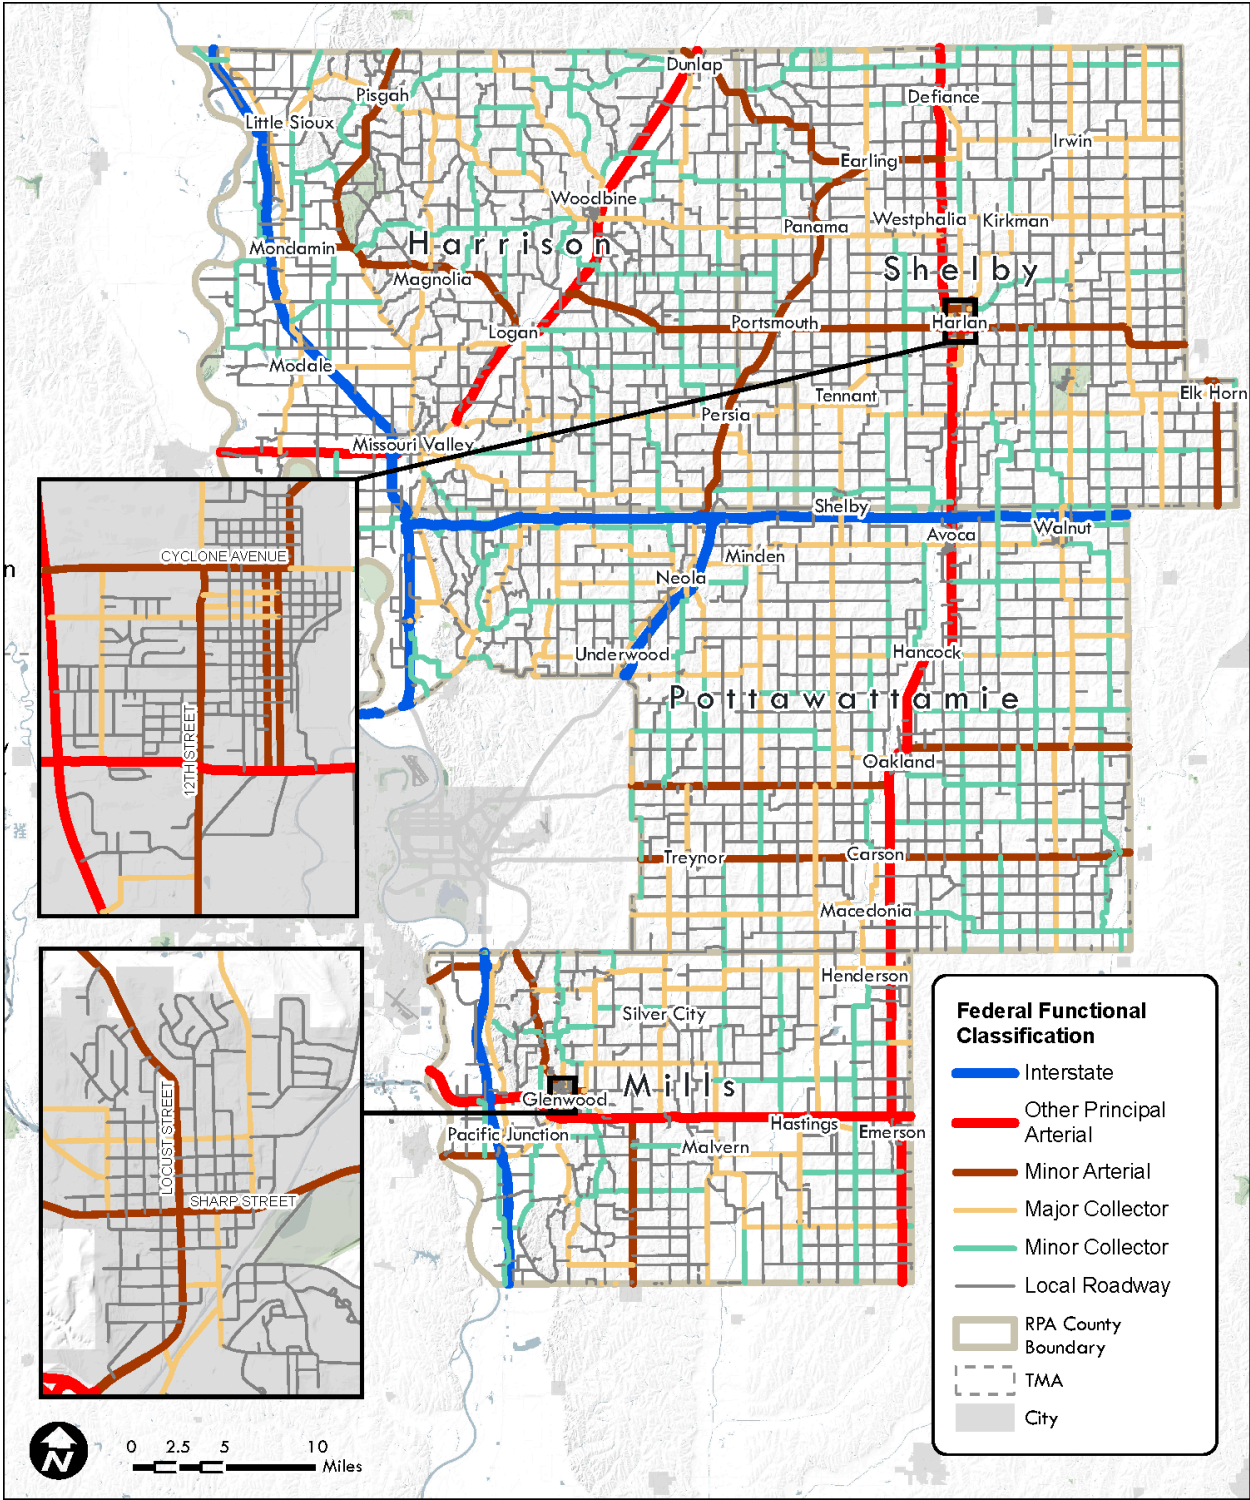 Dunlap
Pisgah
Defiance
Little Sioux
Irwin
Earling
Woodbine
Westphalia
Kirkman
Panama
Mondamin
Harrison
Shelby
Magnolia
Portsmouth
Harlan
Logan
Modale
Tennant
Elk Horn
Persia
Missouri Valley
Shelby
Walnut
Avoca
CYCLONE AVENUE
Minden
n
Neola
Underwood
Hancock
Pottawattamie
12TH STREET
Oakland
Treynor
Carson
Macedonia
Henderson
Silver City
Mills
Glenwood
Pacific Junction
Hastings
Emerson
Malvern
LOCUST STREET
SHARP STREET
Federal Functional
Classification
Interstate
Other Principal
Arterial
Minor Arterial
Major Collector
Minor Collector
Local Roadway
RPA County
Boundary
TMA
City
N
0 2.5 5 10
Miles